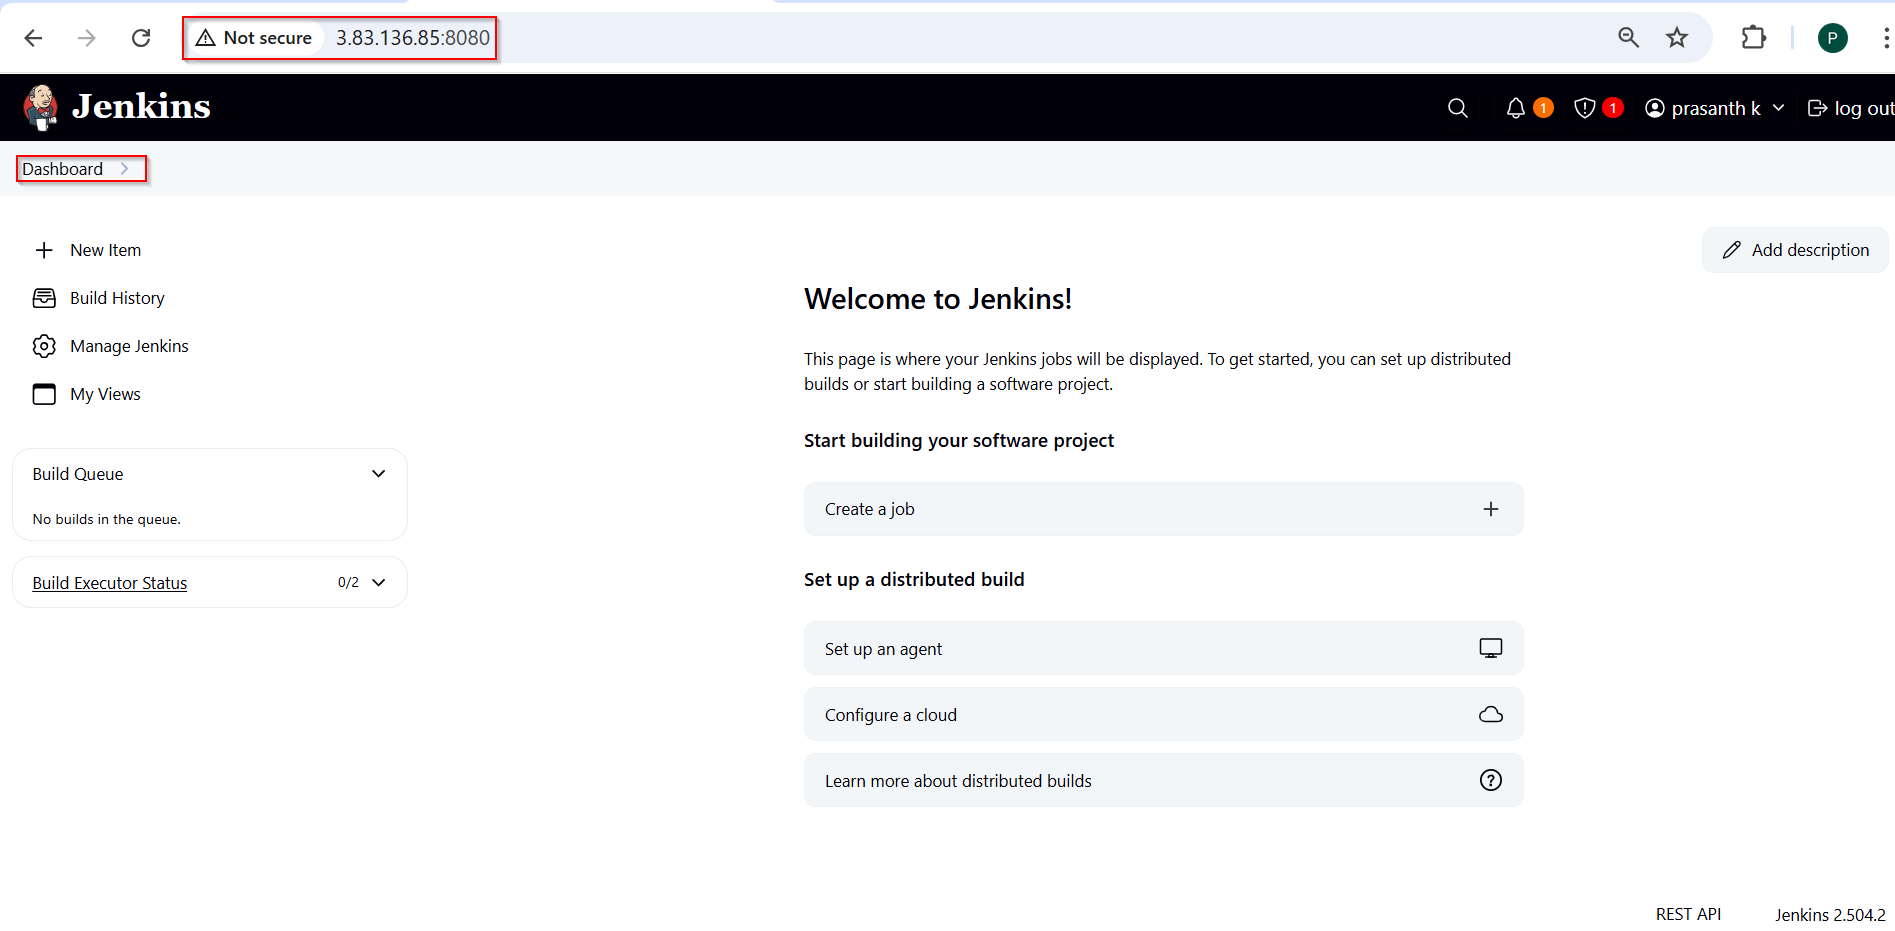 Not secure 3.83.136.85:8080
P
Jenkins
1
1
prasanth k
log out
Dashboard
New Item
Build History
Manage Jenkins
My Views
Build Queue
No builds in the queue.
Build Executor Status 0/2
Add description
Welcome to Jenkins!
This page is where your Jenkins jobs will be displayed. To get started, you can set up distributed
builds or start building a software project.
Start building your software project
Create a job
Set up a distributed build
Set up an agent
Configure a cloud
Learn more about distributed builds
REST API
Jenkins 2.504.2